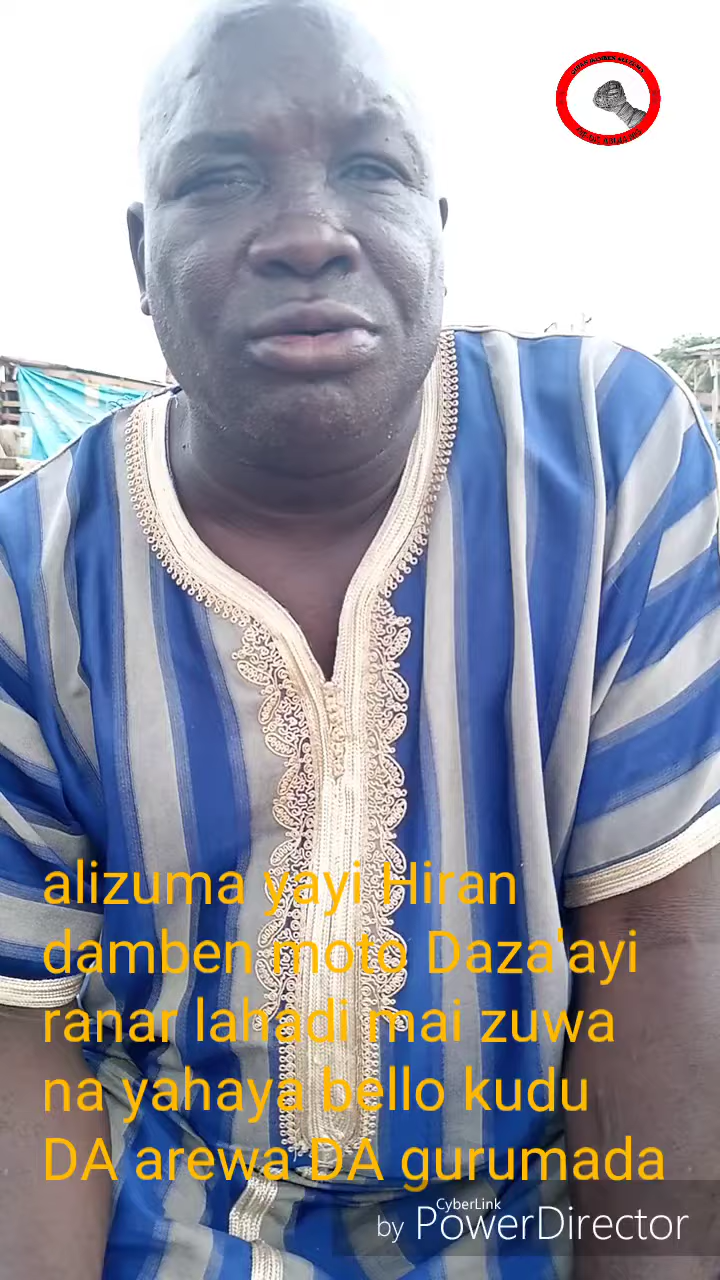 alizuma yayi Hiran
damben moto Daza'ayi
ranar lahadi mai zuwa
na yahaya bello kudu
DA arewa DA gurumada
CyberLink
by PowerDirector